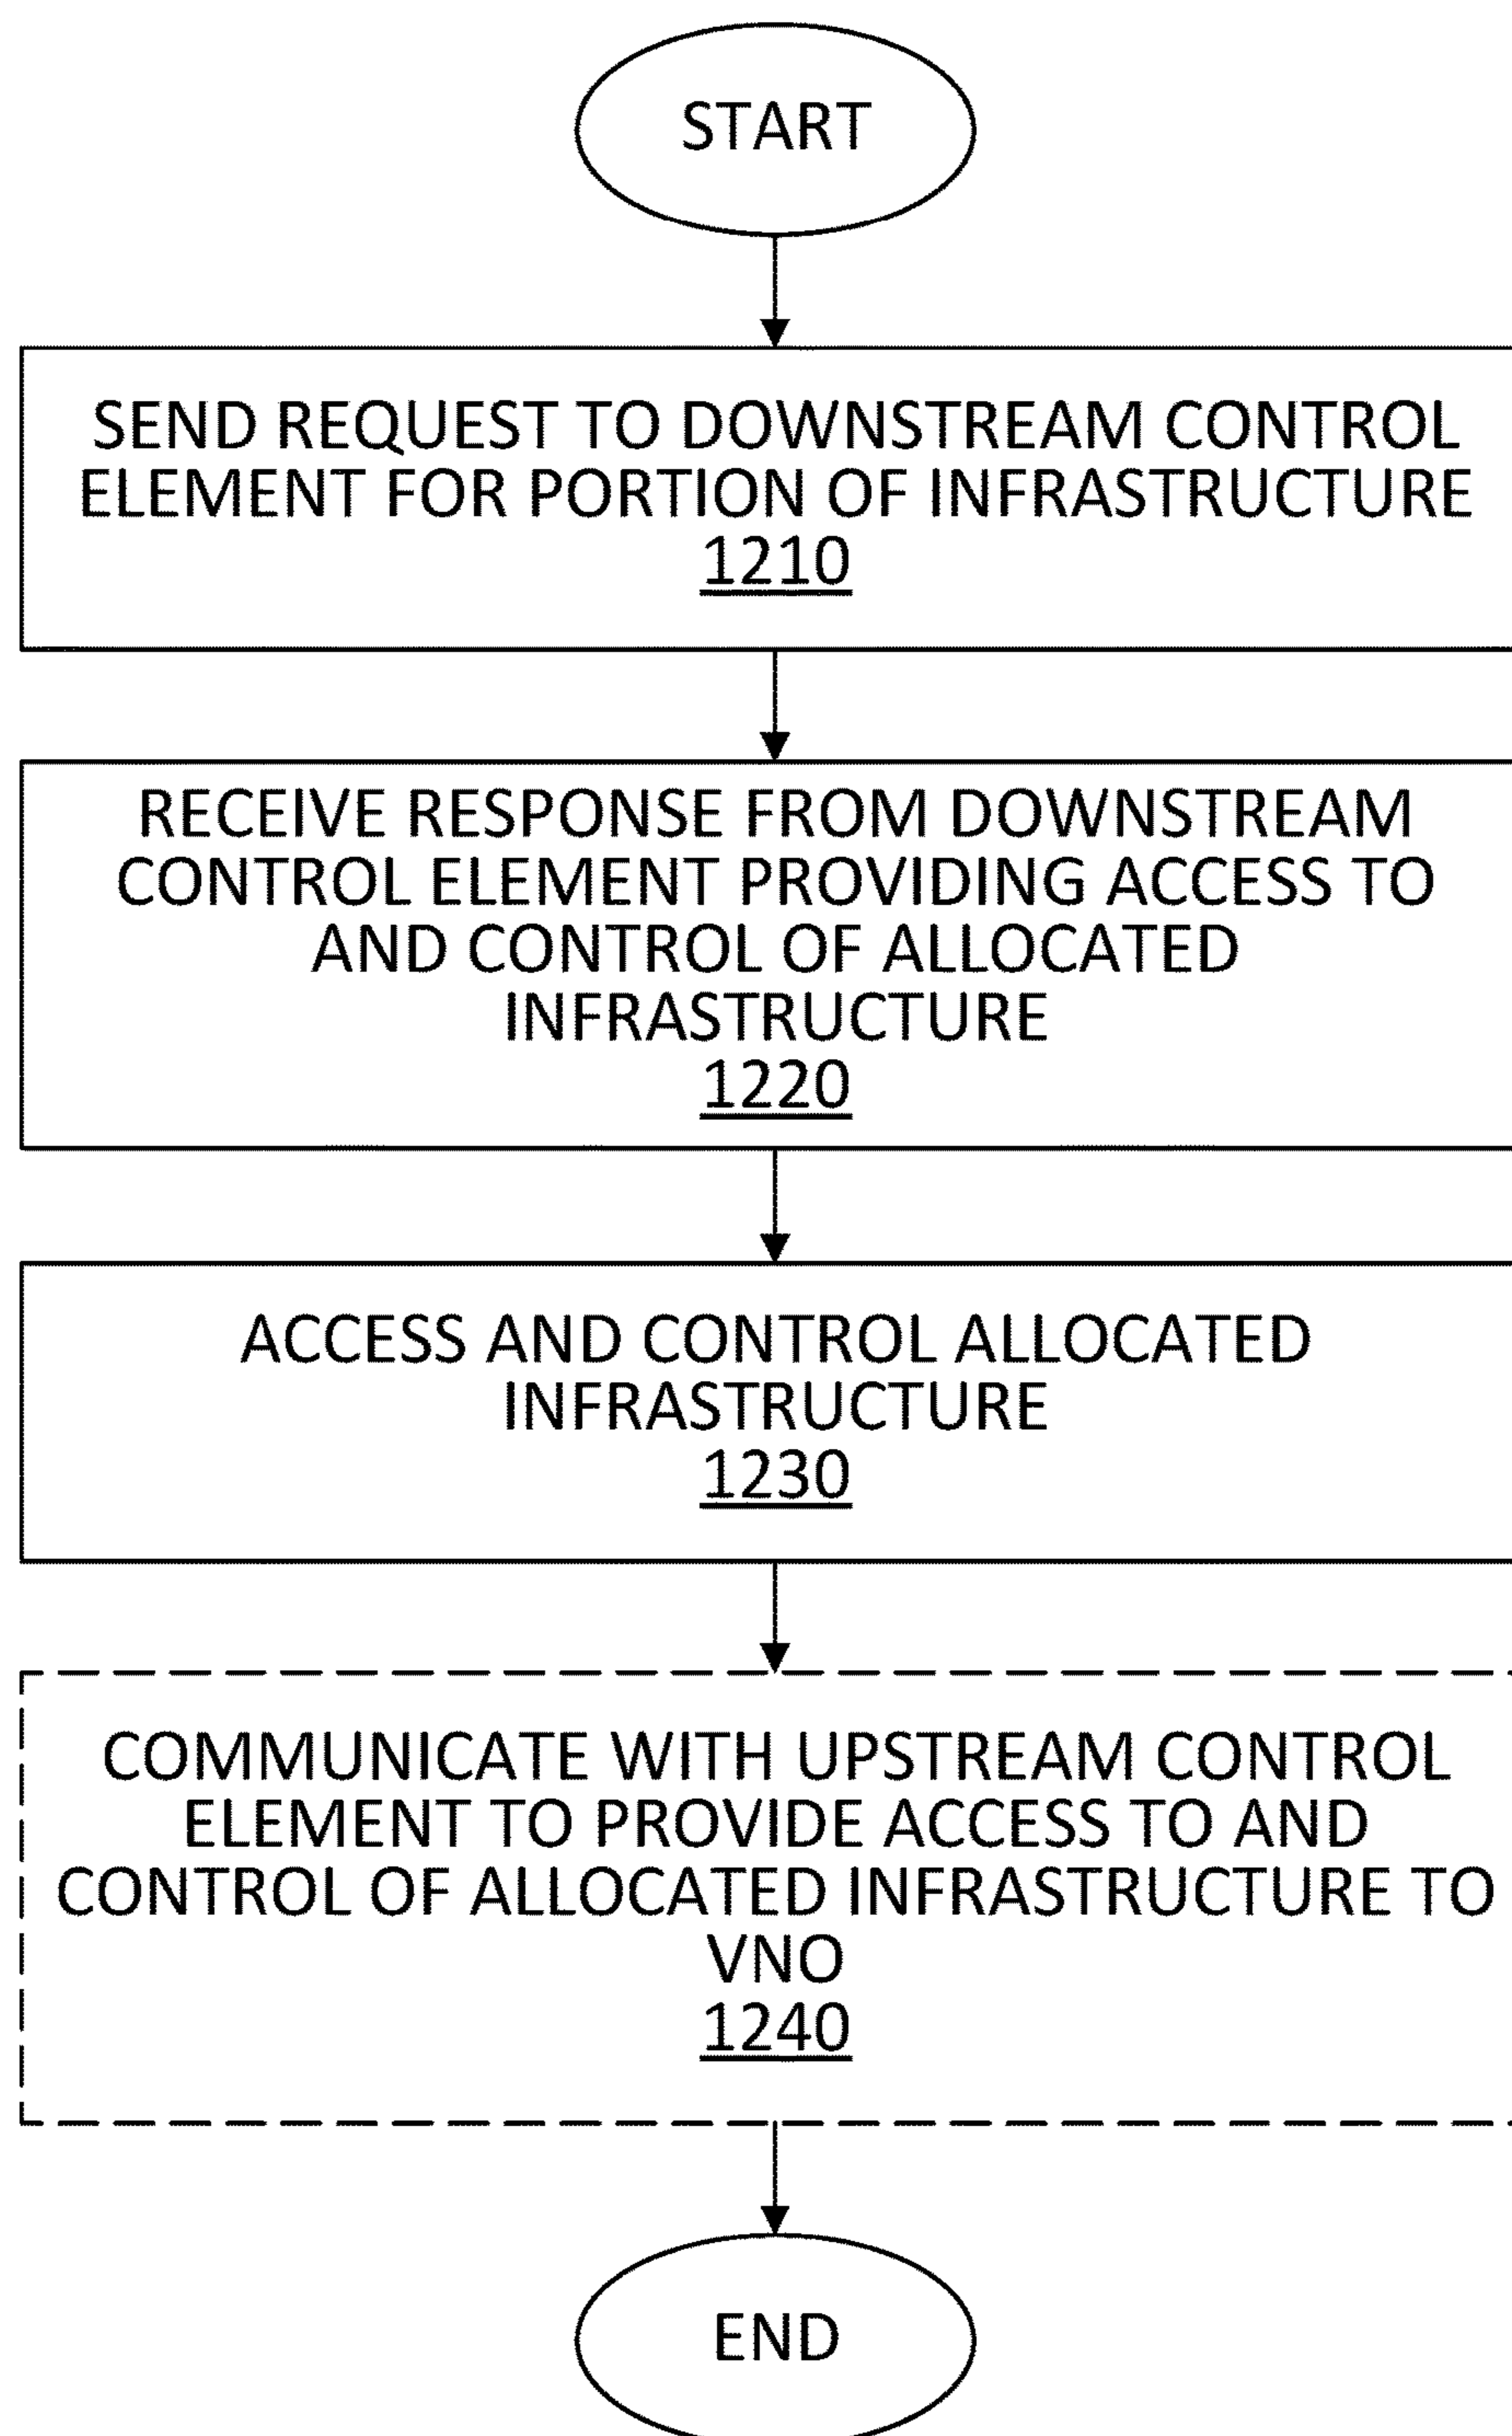 START
SEND REQUEST TO DOWNSTREAM CONTROL
ELEMENT FOR PORTION OF INFRASTRUCTURE
1210
RECEIVE RESPONSE FROM DOWNSTREAM
CONTROL ELEMENT PROVIDING ACCESS TO
AND CONTROL OF ALLOCATED
INFRASTRUCTURE
1220
ACCESS AND CONTROL ALLOCATED
INFRASTRUCTURE
1230
COMMUNICATE WITH UPSTREAM CONTROL
ELEMENT TO PROVIDE ACCESS TO AND
CONTROL OF ALLOCATED INFRASTRUCTURE TO
VNO
1240
END